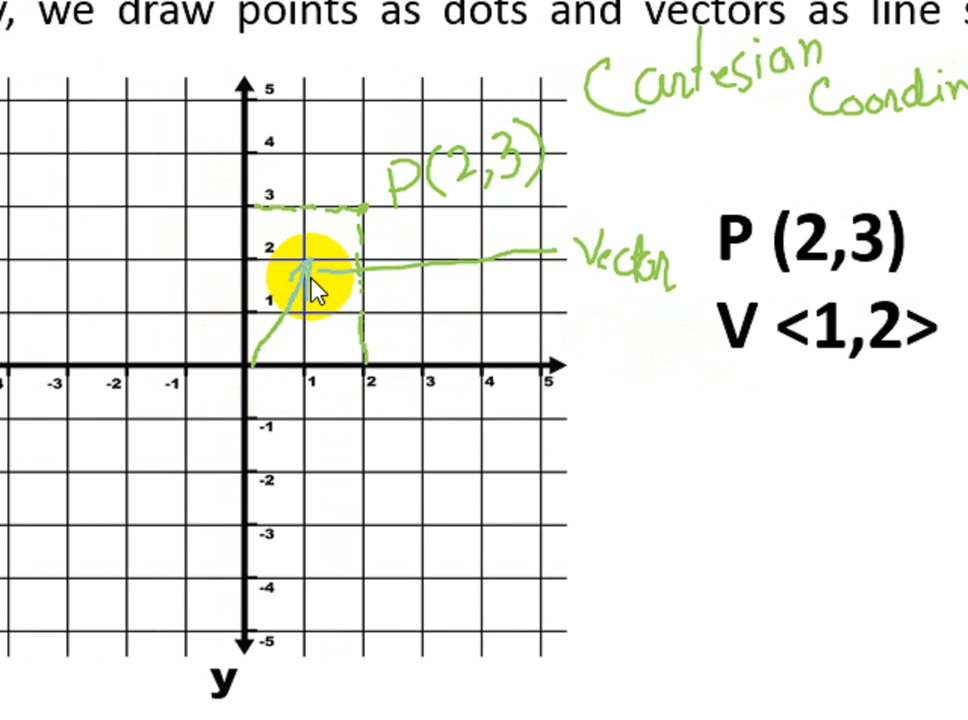 , we draw points as dots and vectors as line
Cartesian
Coordin
5
4
P(2,3)
3
P (2,3)
2
Vector
1
V <1,2>
-3 -2 -1 1 2 3 4 5
-1
-2
-3
-4
-5
y